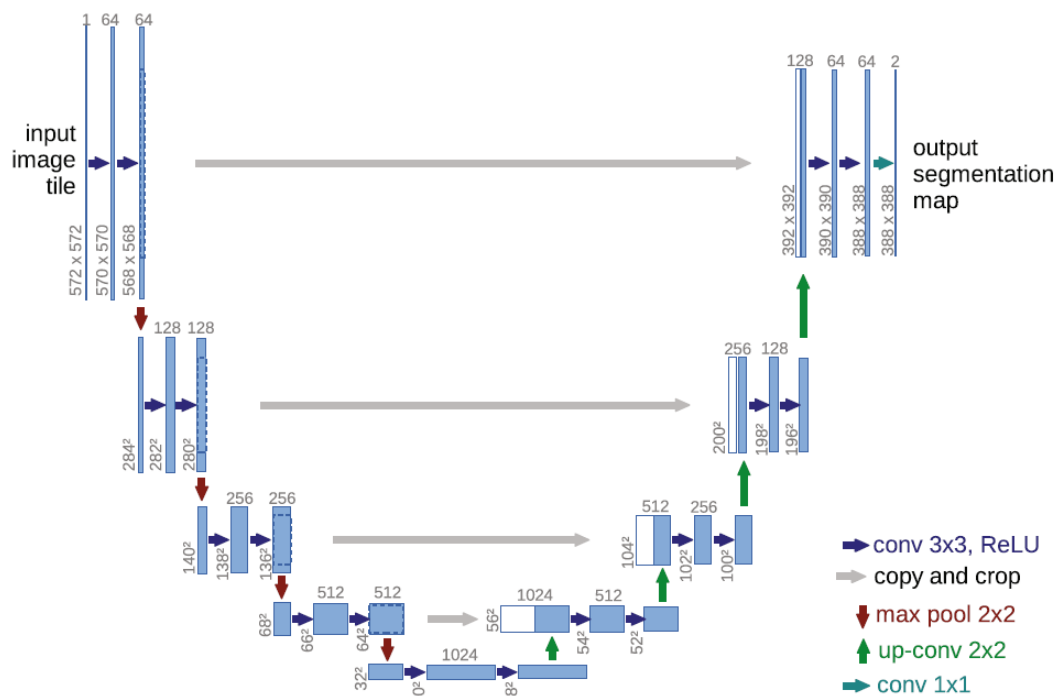 1 64 64
128 64 64 2
input
image
tile
output
segmentation
map
572 x 572
570 x 570
568 x 568
392 x 392
390 x 390
388 x 388
388 x 388
128 128
256 128
284²
282²
280²
200²
198²
196²
256 256
512 256
140²
138²
136²
104²
102²
100²
conv 3x3, ReLU
copy and crop
max pool 2x2
up-conv 2x2
conv 1x1
512 512
1024 512
68²
66²
64²
56²
54²
52²
1024
32²
0²
8²